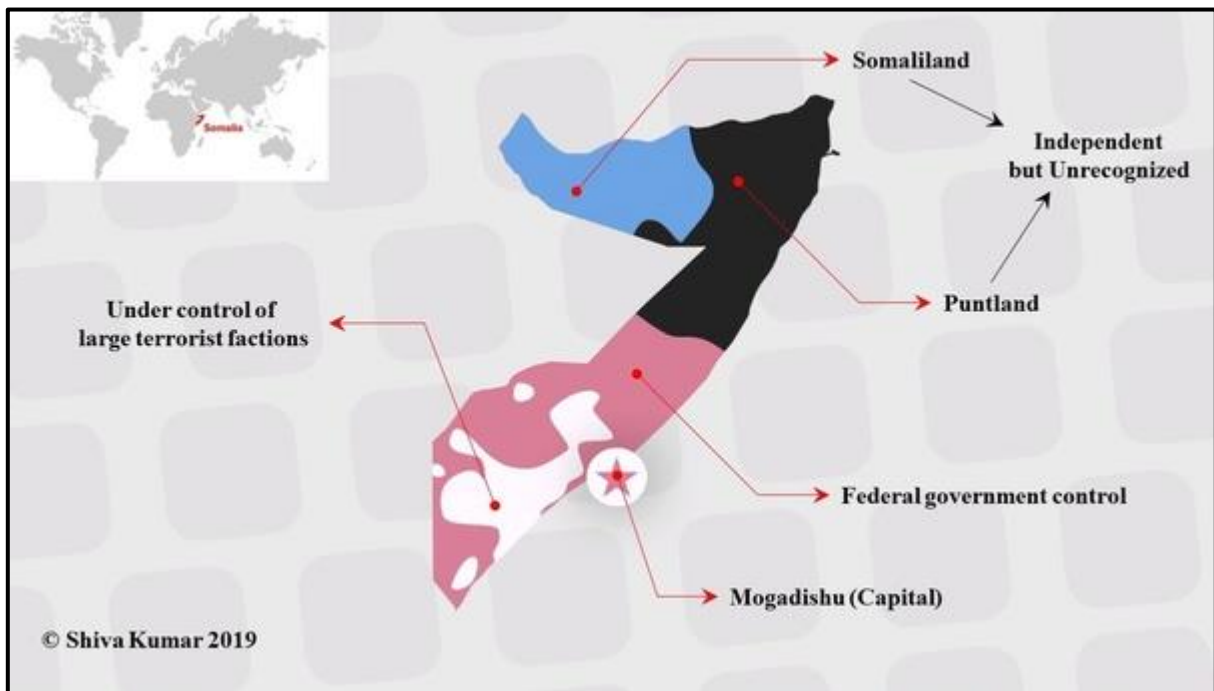 Somalia
Somaliland
Independent
but Unrecognized
Puntland
Under control of
large terrorist factions
Federal government control
Mogadishu (Capital)
© Shiva Kumar 2019